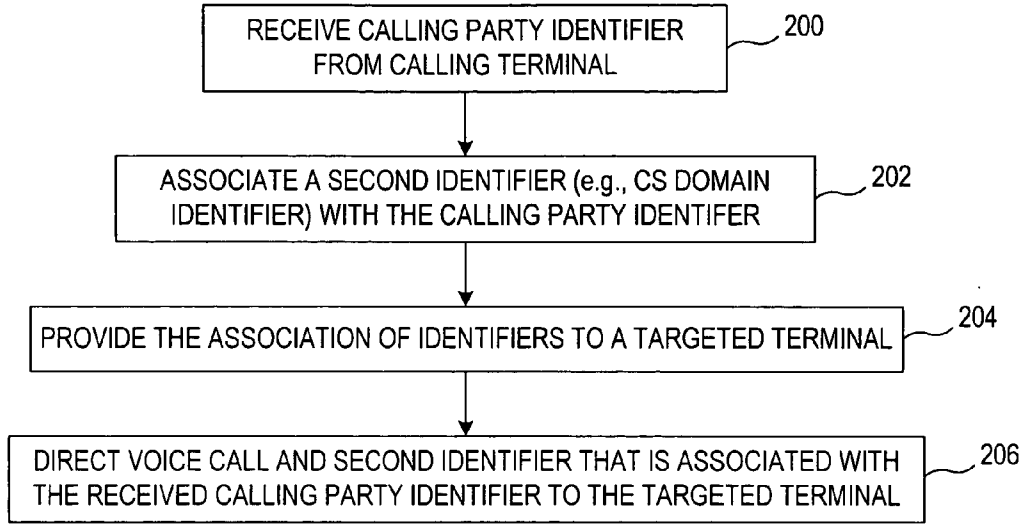 RECEIVE CALLING PARTY IDENTIFIER
FROM CALLING TERMINAL
200
ASSOCIATE A SECOND IDENTIFIER (e.g., CS DOMAIN
IDENTIFIER) WITH THE CALLING PARTY IDENTIFER
202
PROVIDE THE ASSOCIATION OF IDENTIFIERS TO A TARGETED TERMINAL
204
DIRECT VOICE CALL AND SECOND IDENTIFIER THAT IS ASSOCIATED WITH
THE RECEIVED CALLING PARTY IDENTIFIER TO THE TARGETED TERMINAL
206